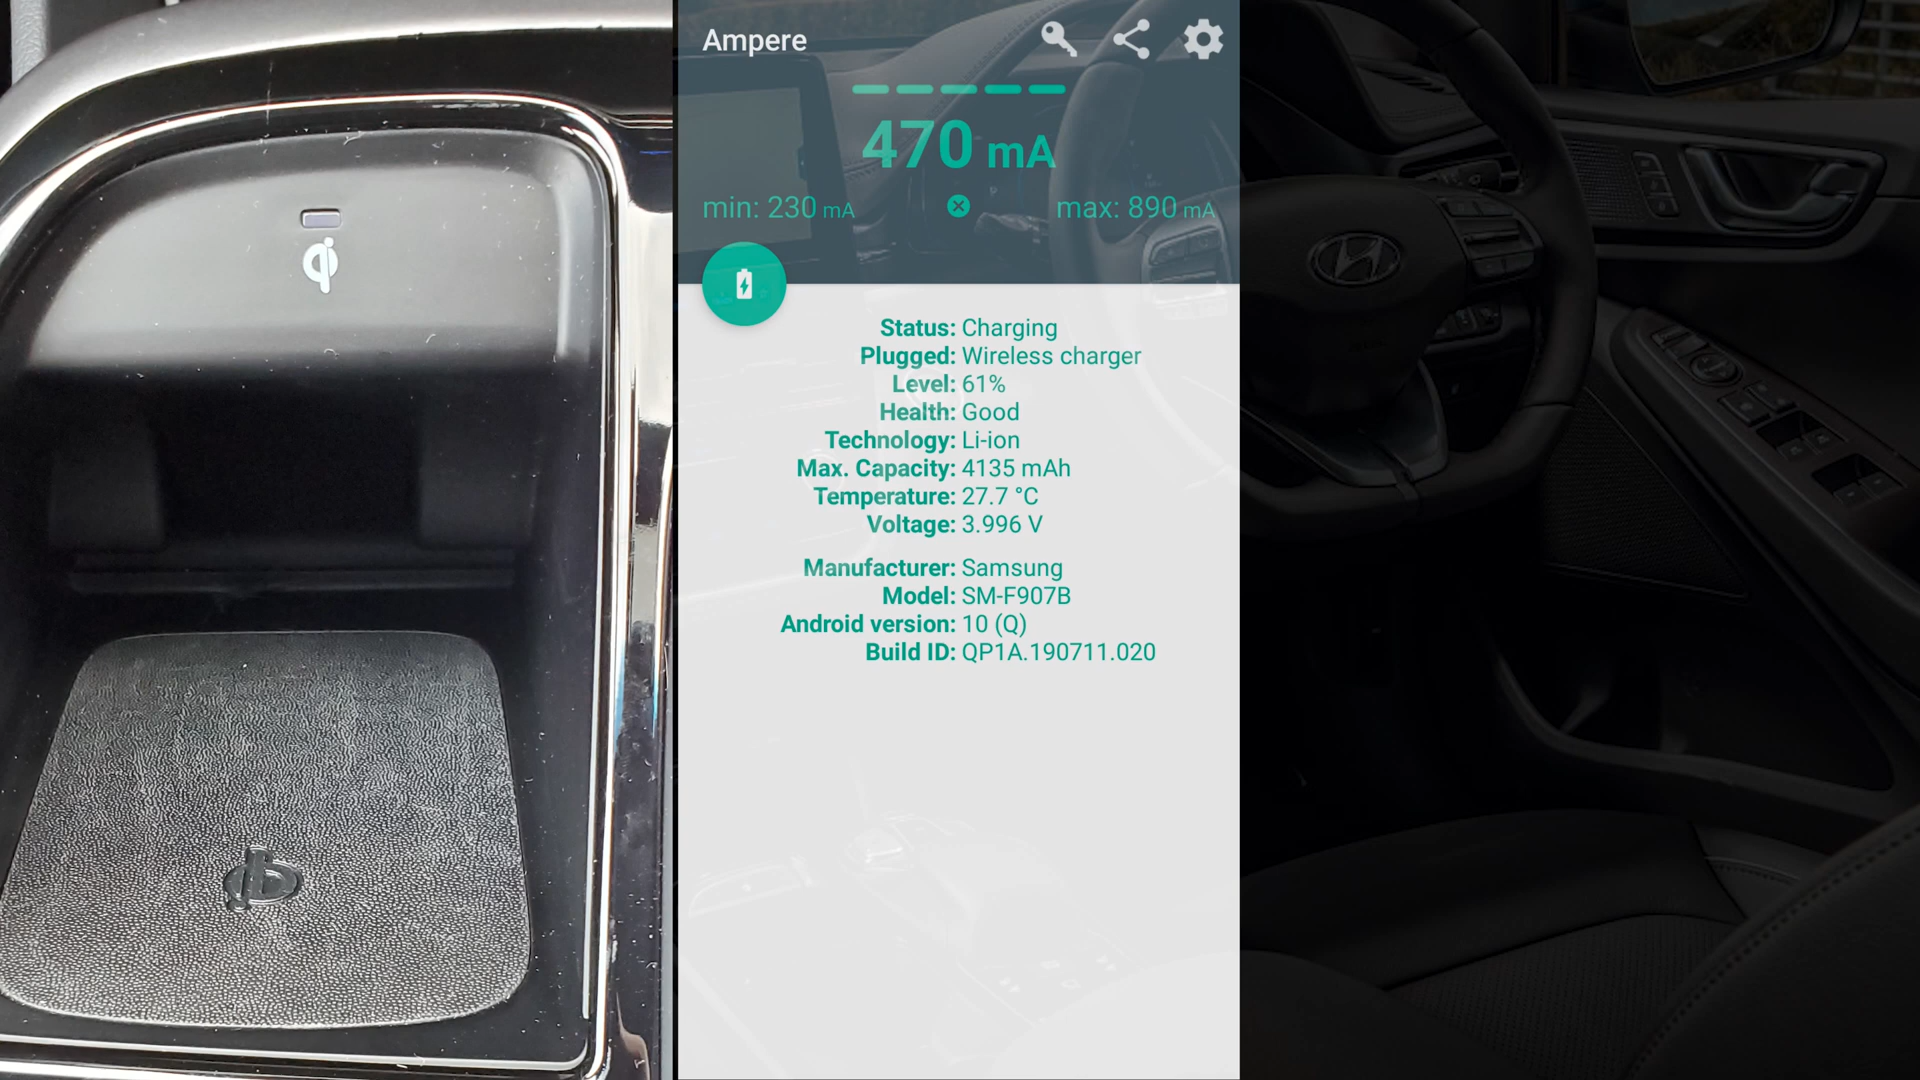 Ampere
470 mA
min: 230 mA
max: 890 mA
Status: Charging
Plugged: Wireless charger
Level: 61%
Health: Good
Technology: Li-ion
Max. Capacity: 4135 mAh
Temperature: 27.7 °C
Voltage: 3.996 V
Manufacturer: Samsung
Model: SM-F907B
Android version: 10 (Q)
Build ID: QP1A.190711.020